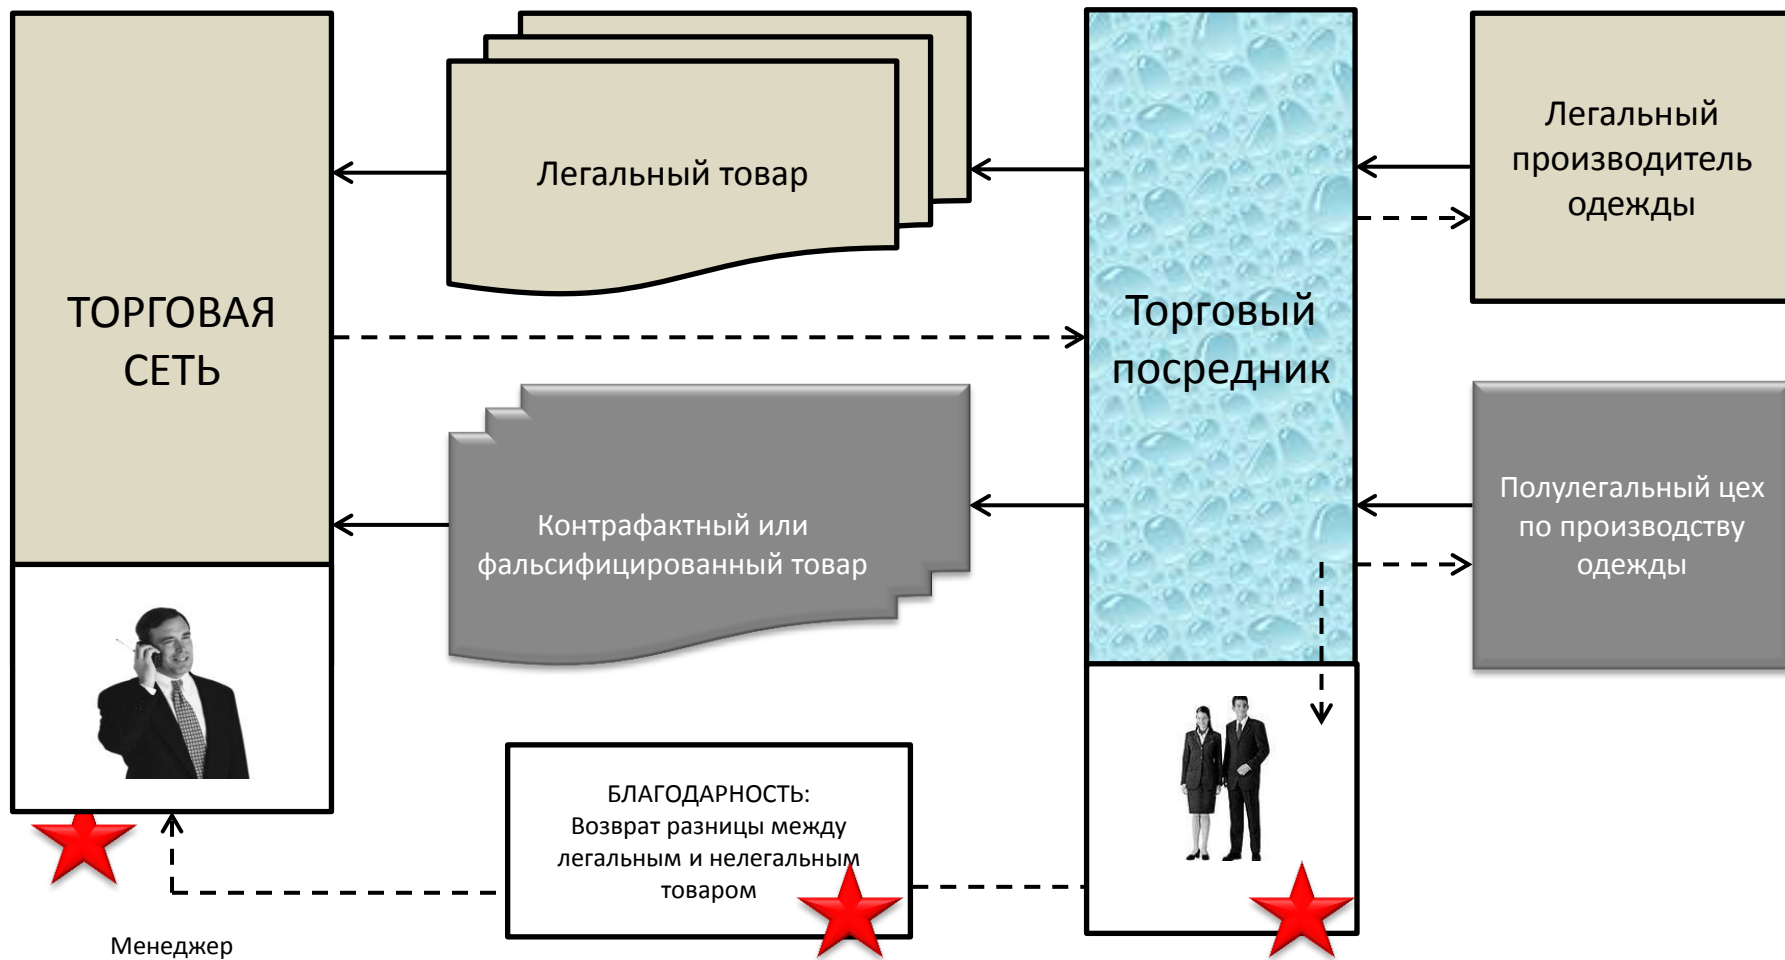 Легальный товар
Легальный
производитель
одежды
ТОРГОВАЯ
СЕТЬ
Торговый
посредник
Контрафактный или
фальсифицированный товар
Полулегальный цех
по производству
одежды
БЛАГОДАРНОСТЬ:
Возврат разницы между
легальным и нелегальным
товаром
Менеджер